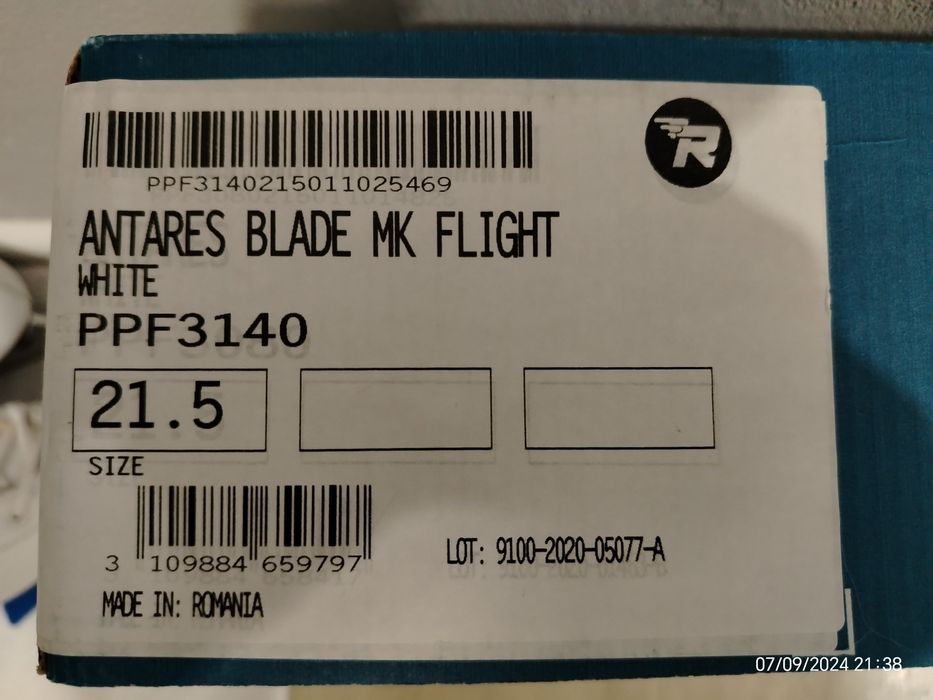 R
PPF3140215011025469
ANTARES BLADE MK FLIGHT
WHITE
PPF3140
21.5
SIZE
3 109884 659797
LOT: 9100-2020-05077-A
MADE IN: ROMANIA
07/09/2024 21:38